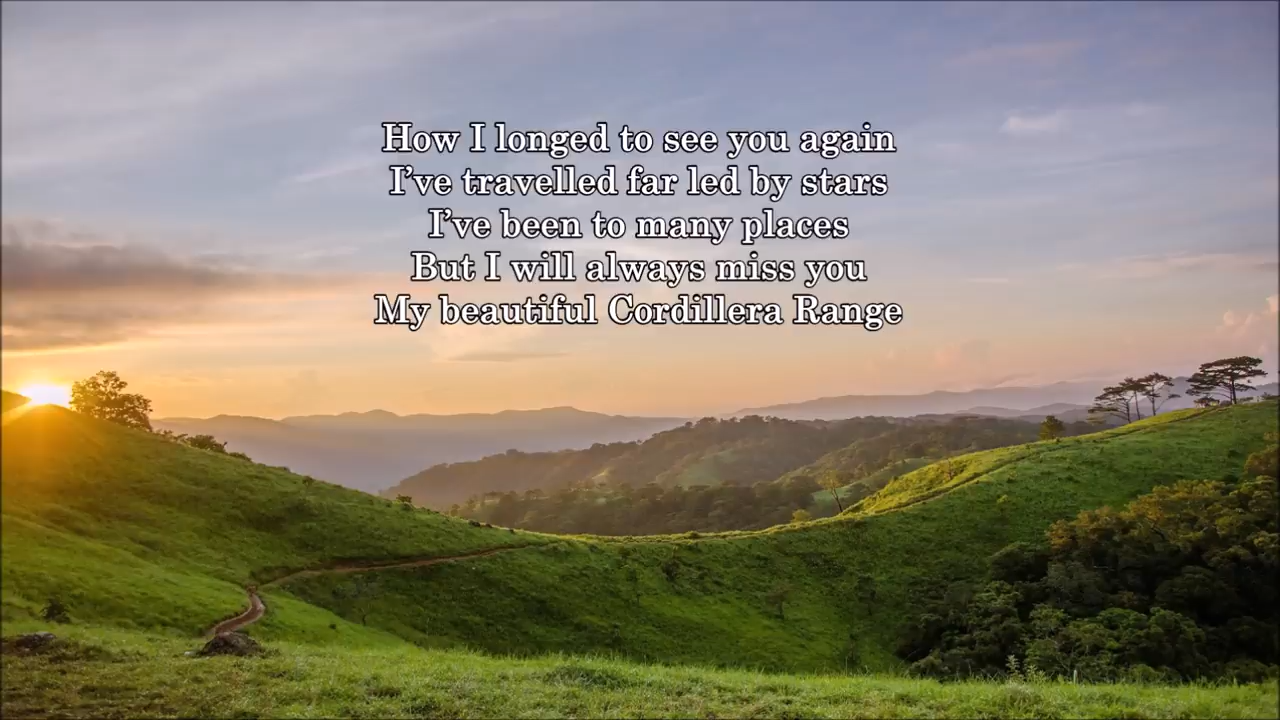 How I longed to see you again
I've travelled far led by stars
I've been to many places
But I will always miss you
My beautiful Cordillera Range